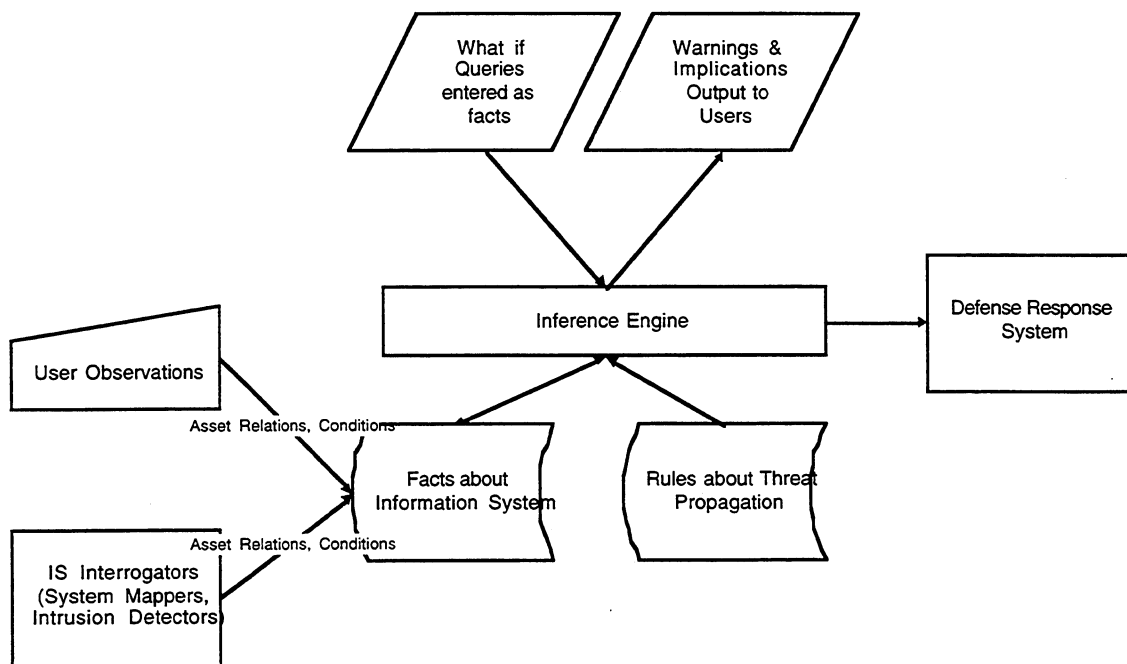 What if
Queries
entered as
facts
Warnings &
Implications
Output to
Users
Inference Engine
Defense Response
System
User Observations
Asset Relations, Conditions
Facts about
Information System
Rules about Threat
Propagation
Asset Relations, Conditions
IS Interrogators
(System Mappers,
Intrusion Detectors)